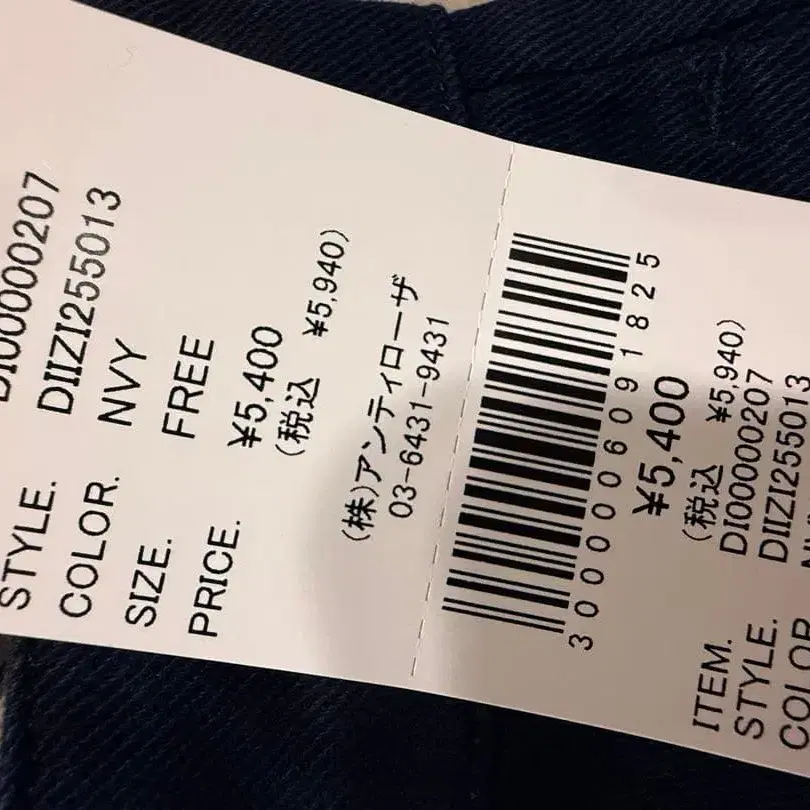 DI00000207
STYLE. DIIZI255013
COLOR. NVY
SIZE. FREE
PRICE. ¥5,400
(税込 ¥5,940)
(株)アンティローザ
03-6431-9431
3000006091825
¥5,400
(税込 ¥5,940)
ITEM. DI00000207
STYLE. DIIZI255013